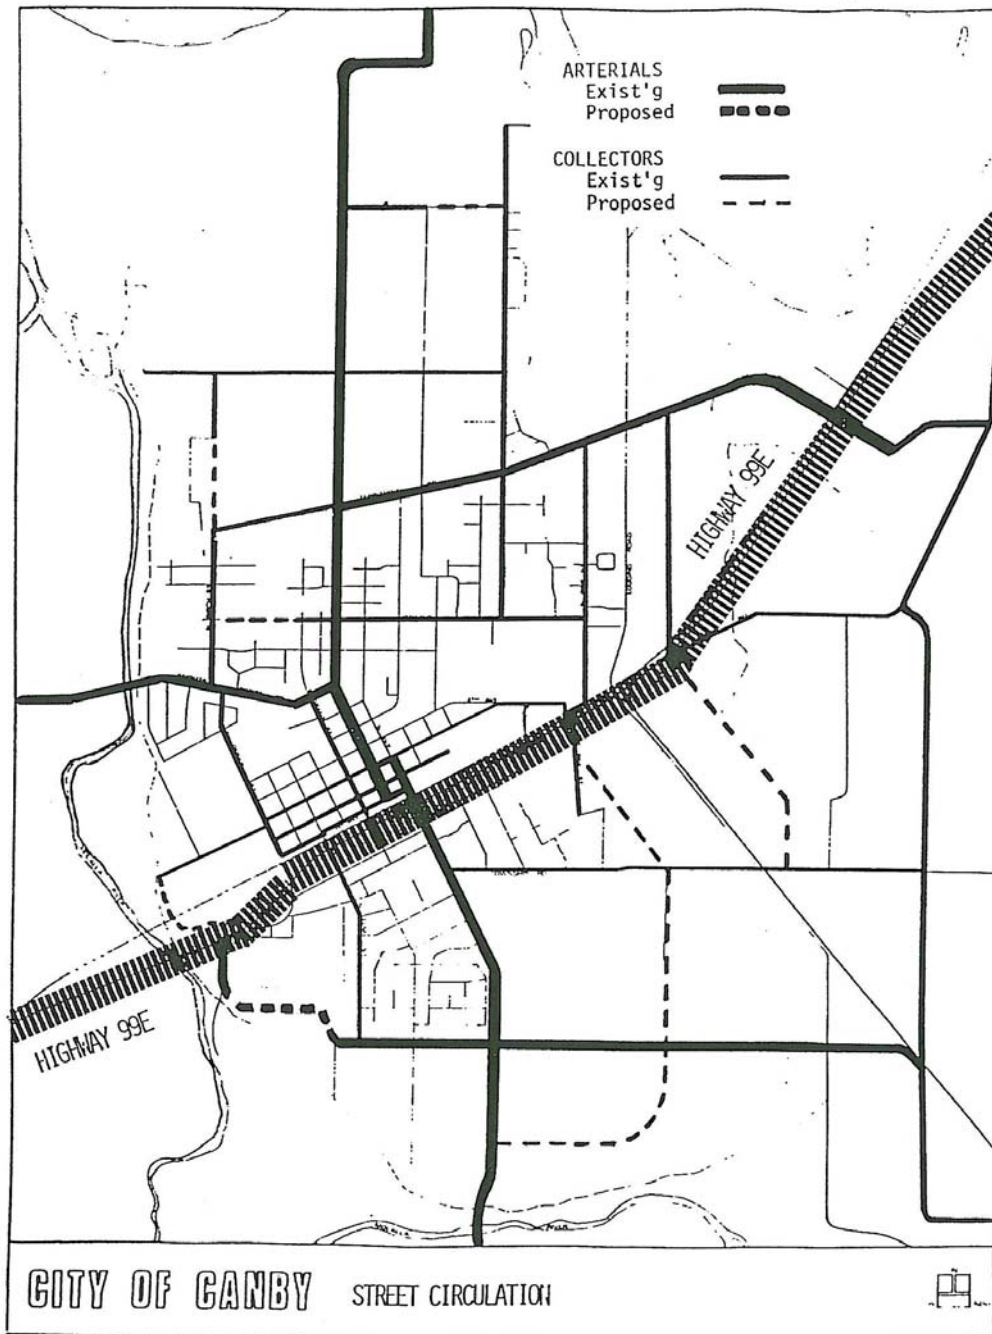 ARTERIALS
Exist'g
Proposed
COLLECTORS
Exist'g
Proposed
HIGHWAY 99E
HIGHWAY 99E
CITY OF CANBY
STREET CIRCULATION